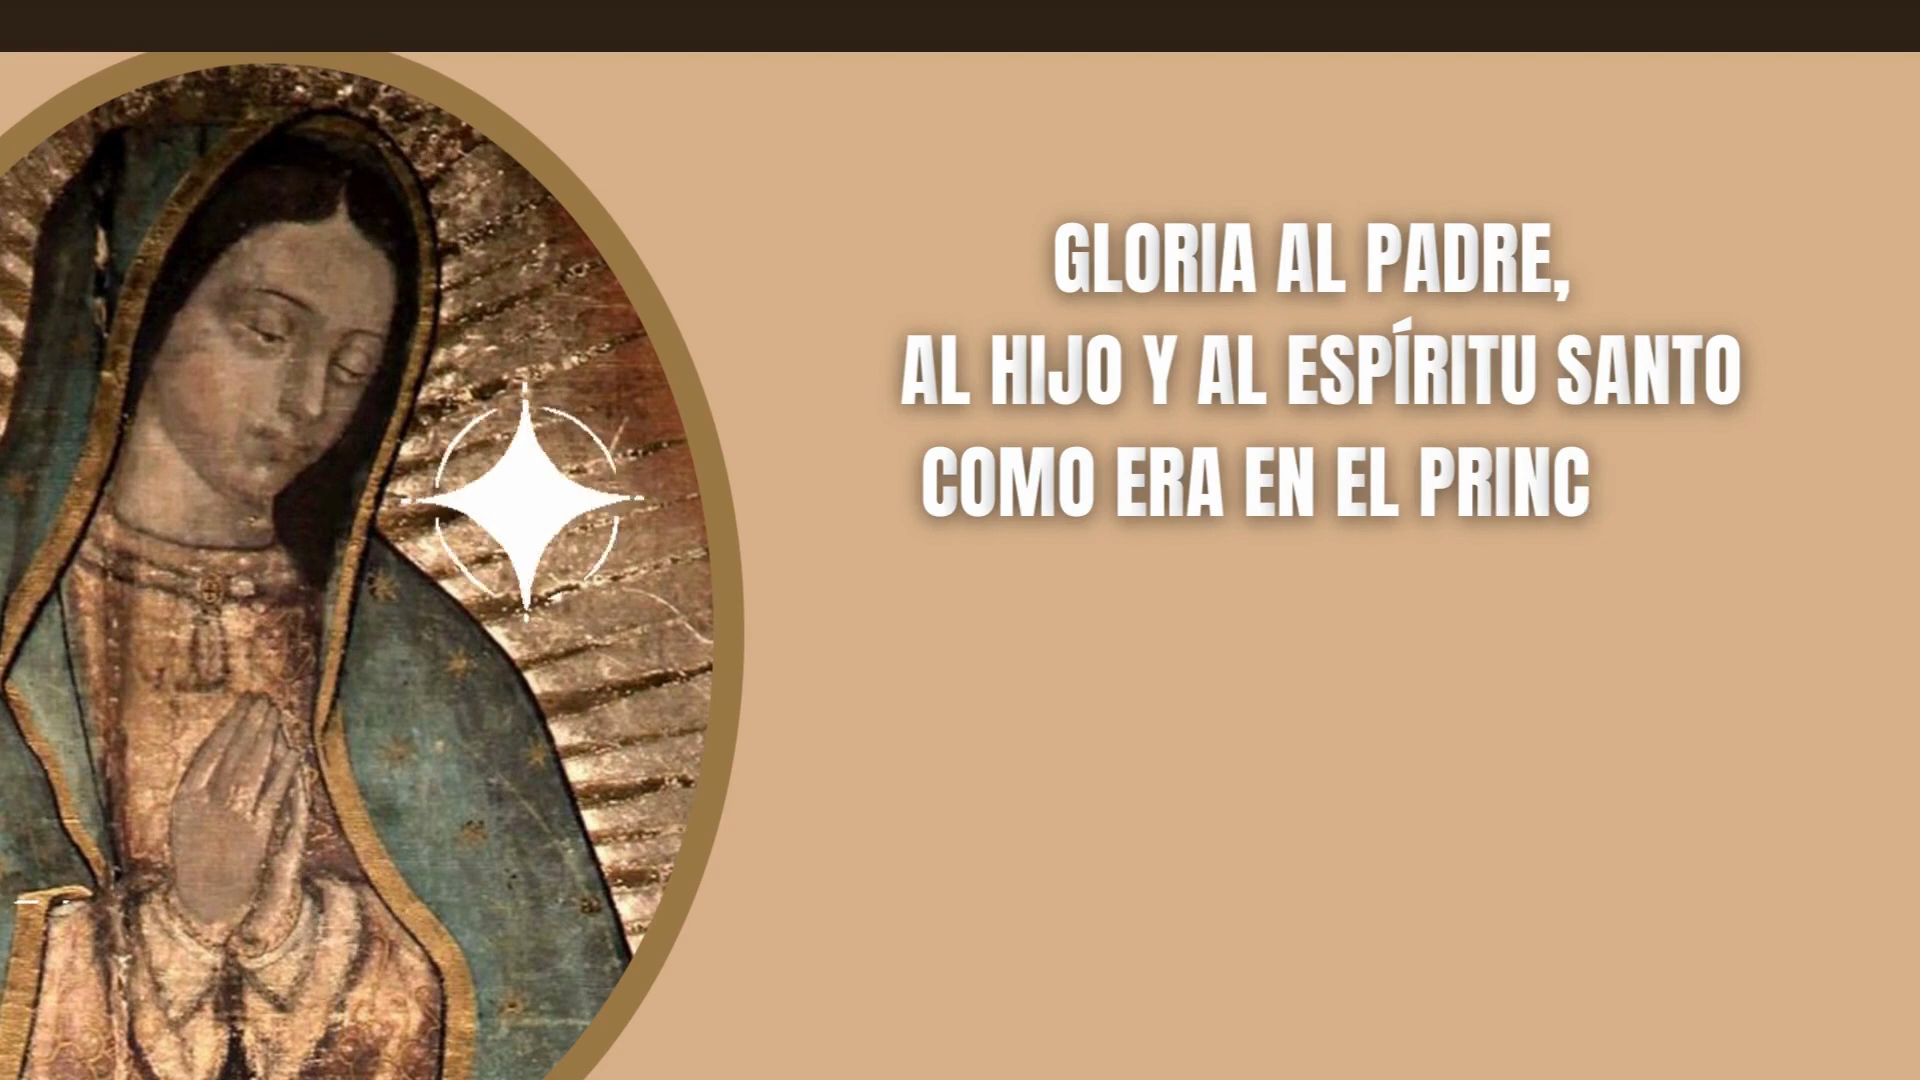 GLORIA AL PADRE,
AL HIJO Y AL ESPÍRITU SANTO
COMO ERA EN EL PRINC